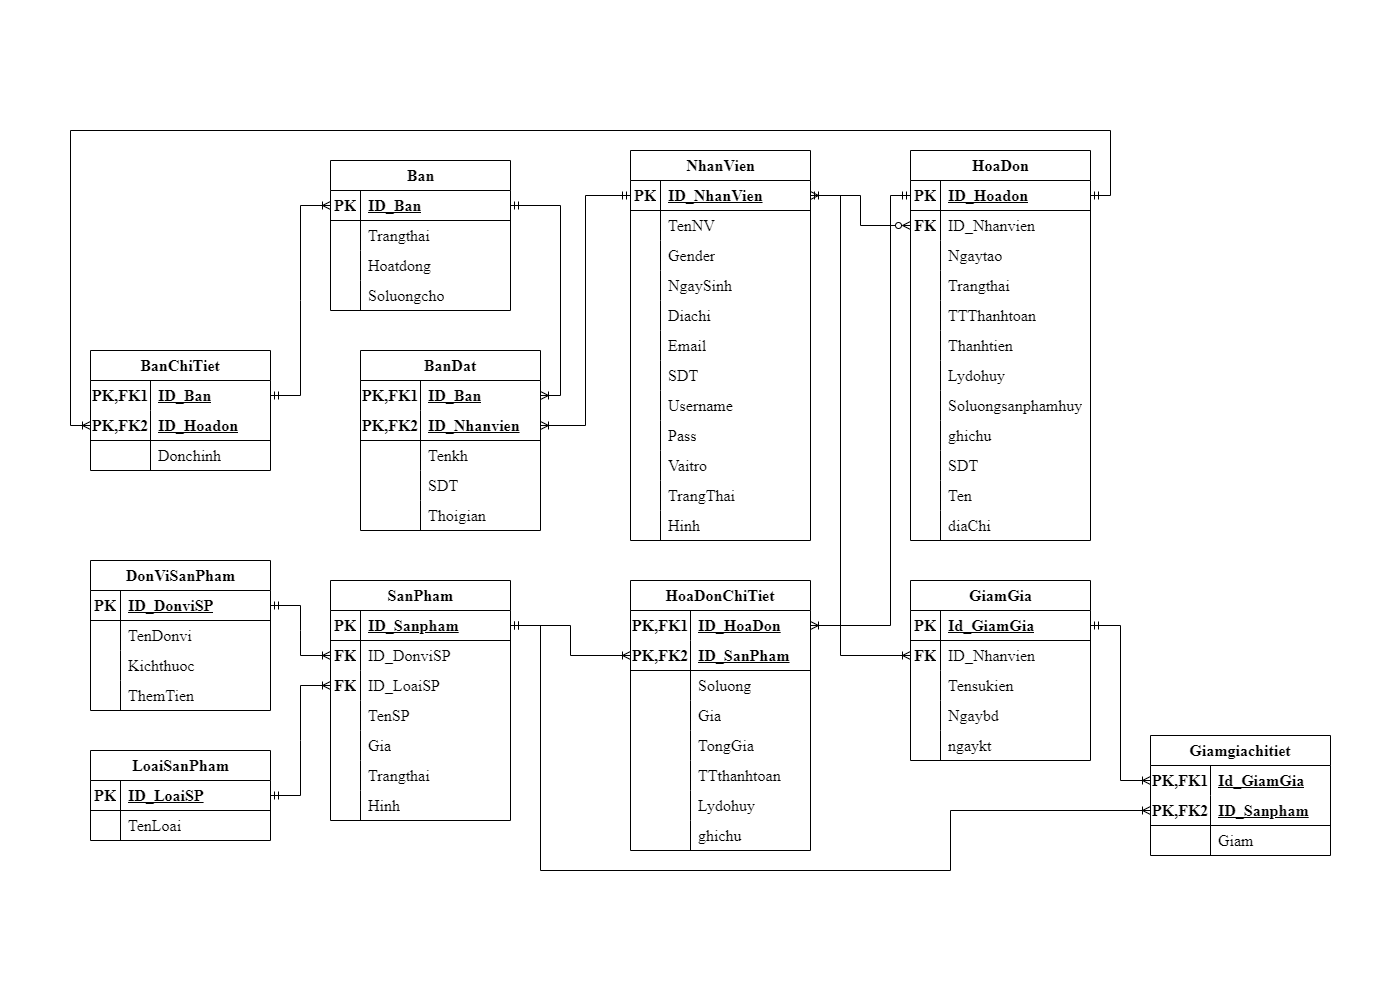 Ban
PK ID_Ban
Trangthai
Hoatdong
Soluongcho
NhanVien
PK ID_NhanVien
TenNV
Gender
NgaySinh
Diachi
Email
SDT
Username
Pass
Vaitro
TrangThai
Hinh
HoaDon
PK ID_Hoadon
FK ID_Nhanvien
Ngaytao
Trangthai
TTThanhtoan
Thanhtien
Lydohuy
Soluongsanphamhuy
ghichu
SDT
Ten
diaChi
BanChiTiet
PK,FK1 ID_Ban
PK,FK2 ID_Hoadon
Donchinh
BanDat
PK,FK1 ID_Ban
PK,FK2 ID_Nhanvien
Tenkh
SDT
Thoigian
DonViSanPham
PK ID_DonviSP
TenDonvi
Kichthuoc
ThemTien
SanPham
PK ID_Sanpham
FK ID_DonviSP
FK ID_LoaiSP
TenSP
Gia
Trangthai
Hinh
HoaDonChiTiet
PK,FK1 ID_HoaDon
PK,FK2 ID_SanPham
Soluong
Gia
TongGia
TTthanhtoan
Lydohuy
ghichu
GiamGia
PK Id_GiamGia
FK ID_Nhanvien
Tensukien
Ngaybd
ngaykt
LoaiSanPham
PK ID_LoaiSP
TenLoai
Giamgiachitiet
PK,FK1 Id_GiamGia
PK,FK2 ID_Sanpham
Giam